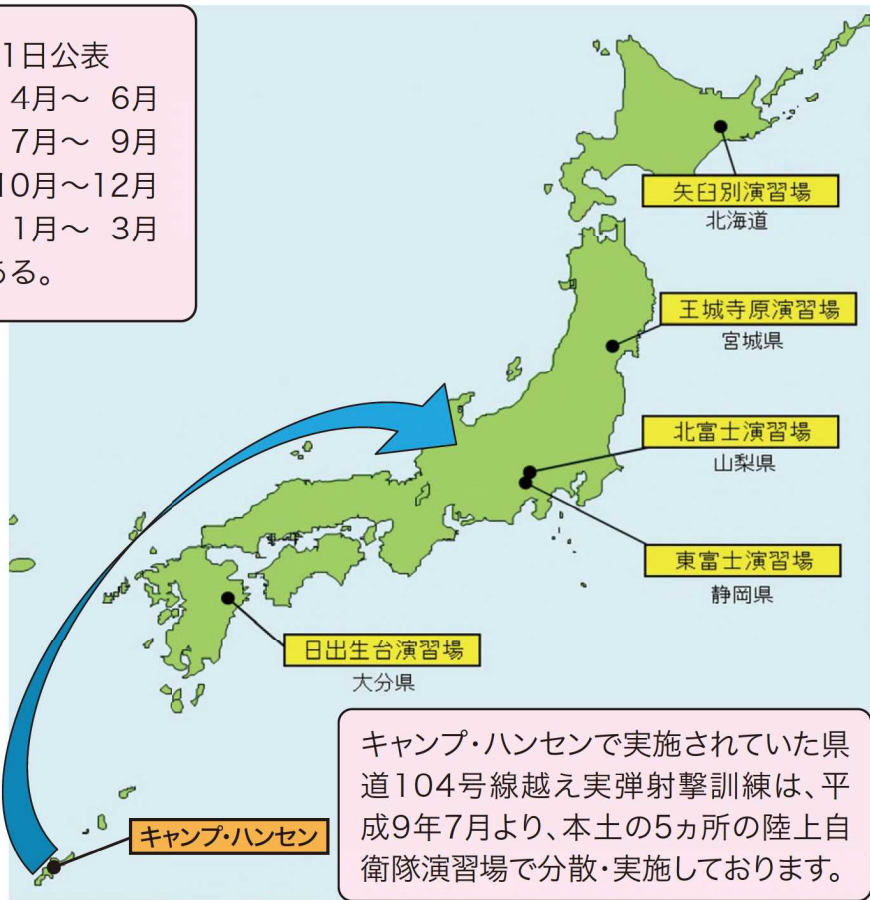 1日公表
4月〜 6月
7月〜 9月
10月〜12月
1月〜 3月
ある。
矢臼別演習場
北海道
王城寺原演習場
宮城県
北富士演習場
山梨県
東富士演習場
静岡県
日出生台演習場
大分県
キャンプ・ハンセン
キャンプ・ハンセンで実施されていた県
道104号線越え実弾射撃訓練は、平
成9年7月より、本土の5ヵ所の陸上自
衛隊演習場で分散・実施しております。